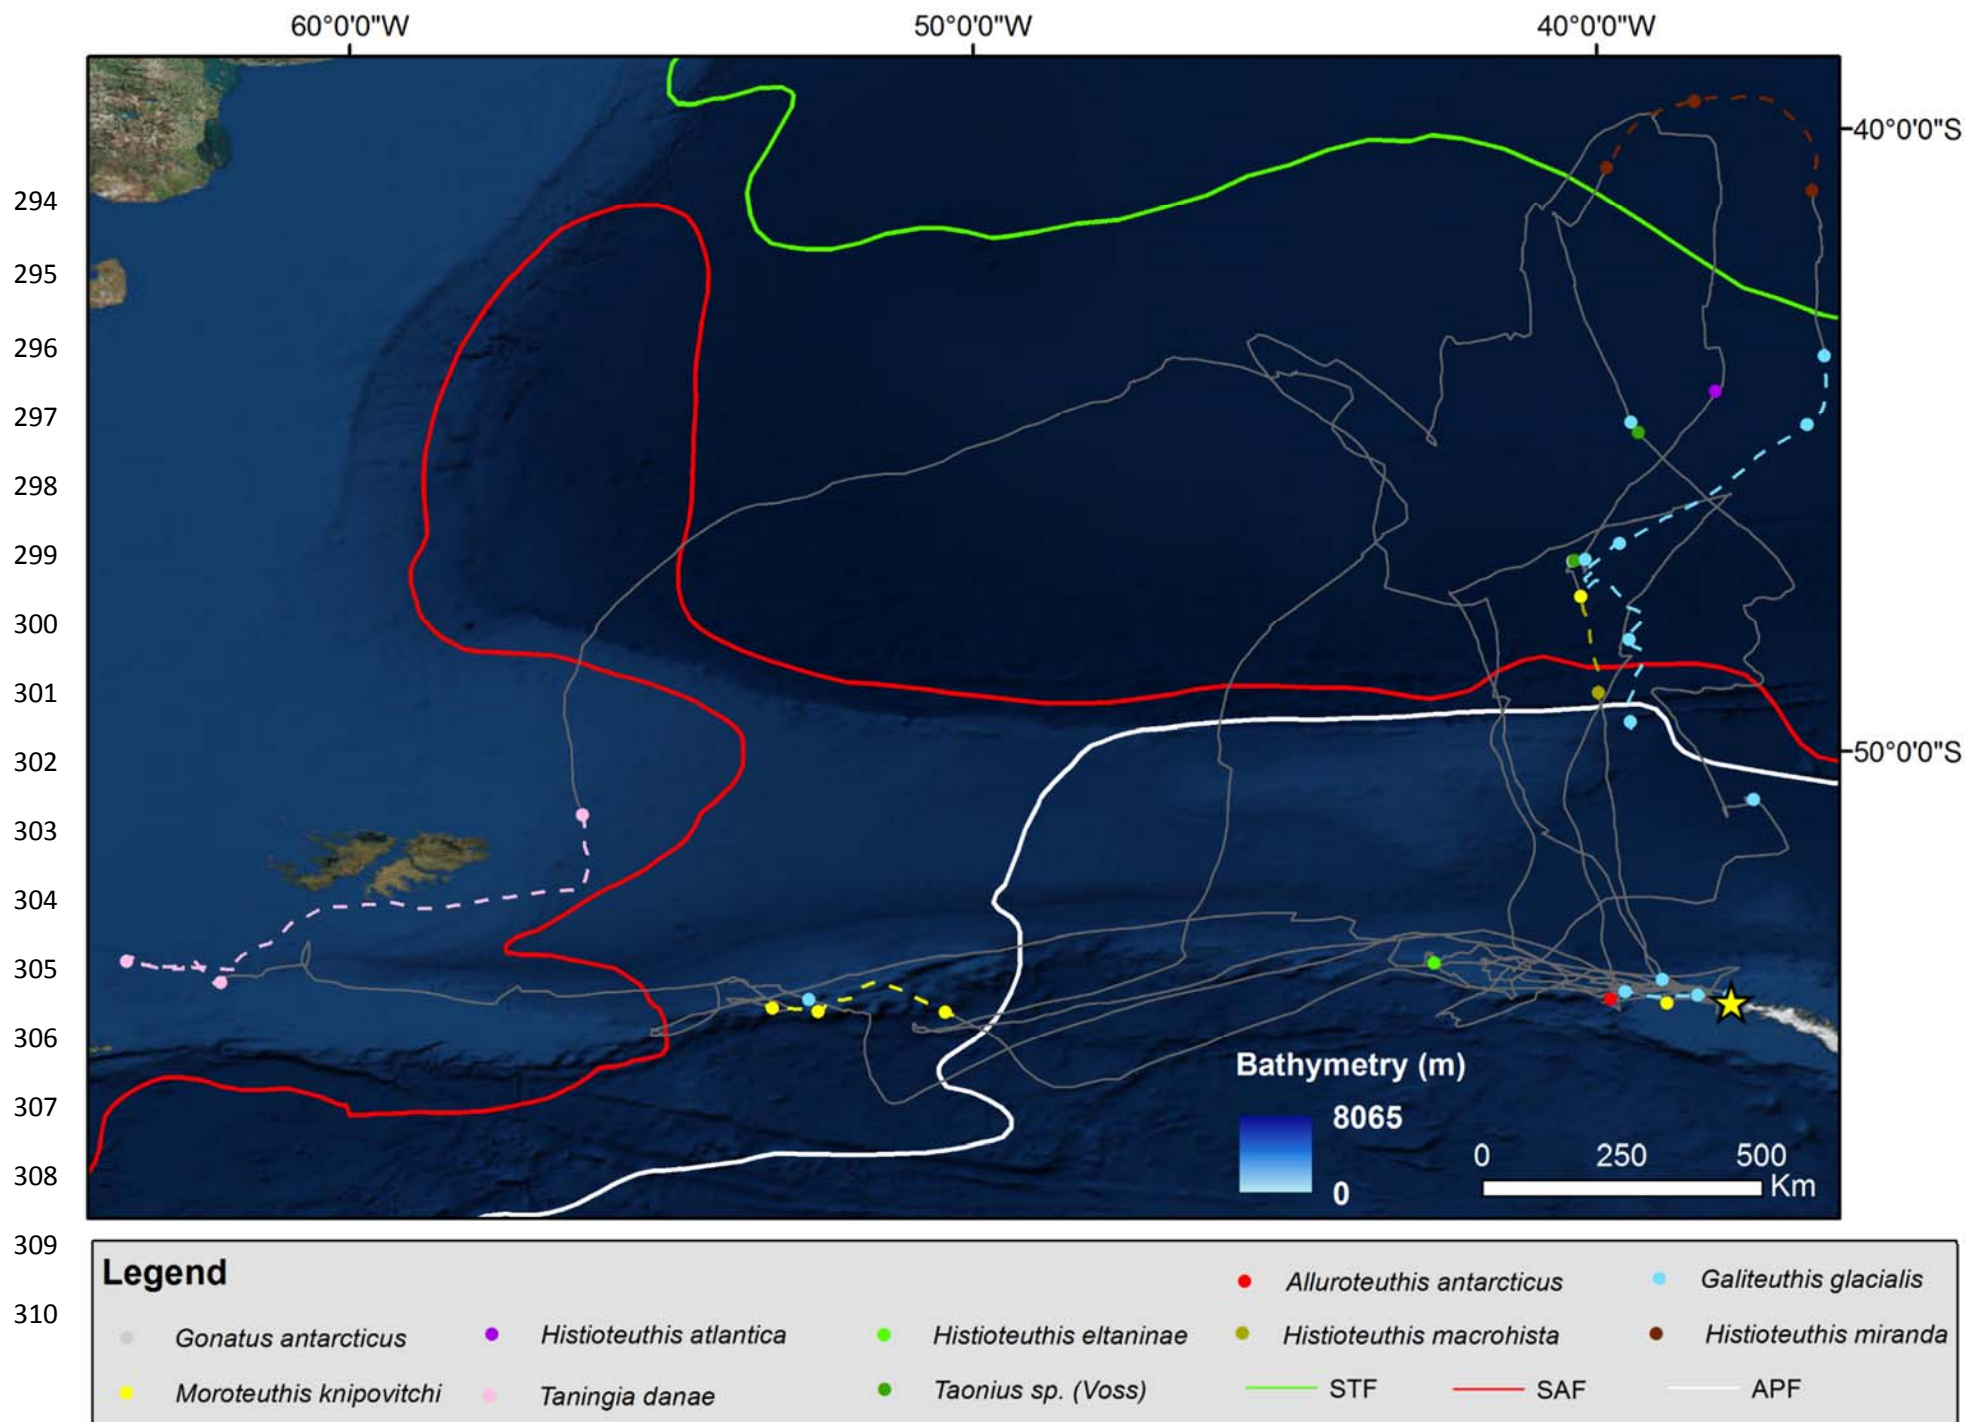 60°0'0"W 50°0'0"W 40°0'0"W
40°0'0"S
294
295
296
297
298
299
300
301
50°0'0"S
302
303
304
305
306
Bathymetry (m)
307
8065
0 250 500
308
Km
0
309
Legend
Alluroteuthis antarcticus Galiteuthis glacialis
310
Gonatus antarcticus Histioteuthis atlantica Histioteuthis eltaninae Histioteuthis macrohista Histioteuthis miranda
Moroteuthis knipovitchi Taningia danae Taonius sp. (Voss) STF SAF APF